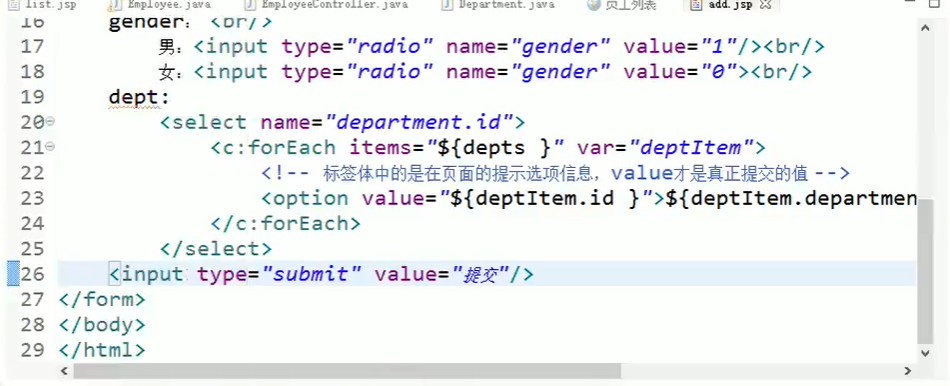 list.jsp Employee.java EmployeeController.java Department.java 员工列表 add.jsp
16 gender: <br/>
17 男：<input type="radio" name="gender" value="1"/><br/>
18 女：<input type="radio" name="gender" value="0"><br/>
19 dept:
20 <select name="department.id">
21 <c:forEach items="${depts }" var="deptItem">
22 <!-- 标签体中的是在页面的提示选项信息，value才是真正提交的值 -->
23 <option value="${deptItem.id }">${deptItem.departmen
24 </c:forEach>
25 </select>
26 <input type="submit" value="提交"/>
27 </form>
28 </body>
29 </html>